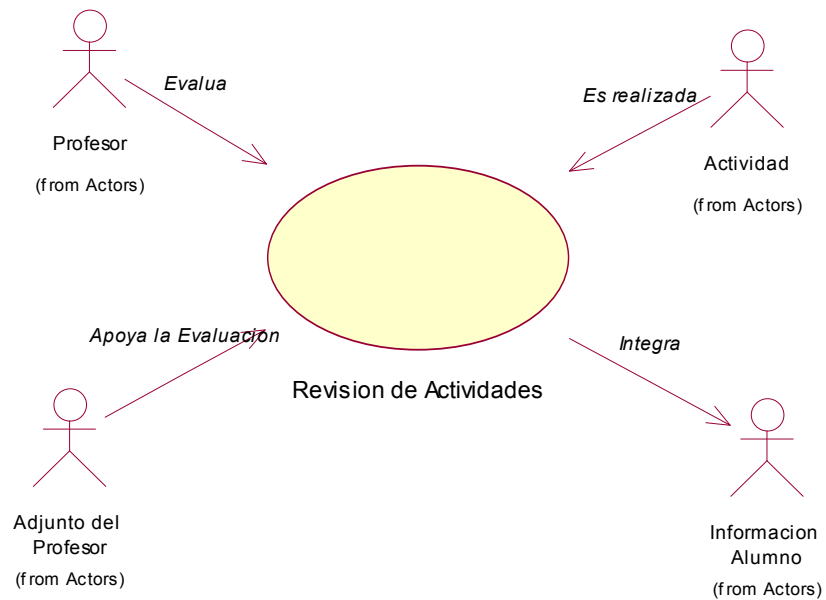 Evalua
Es realizada
Profesor
(from Actors)
Actividad
(from Actors)
Apoya la Evaluacion
Integra
Revision de Actividades
Adjunto del
Profesor
(from Actors)
Informacion
Alumno
(from Actors)